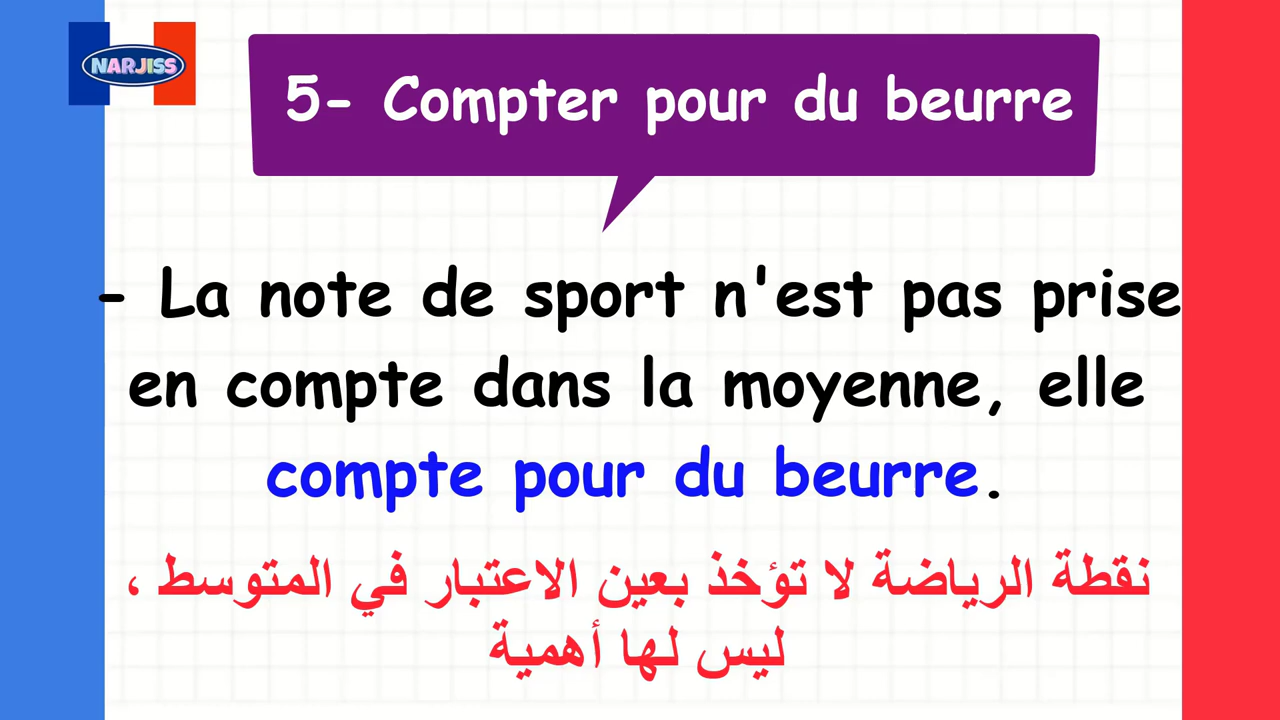 NARJISS
5- Compter pour du beurre
- La note de sport n'est pas prise
en compte dans la moyenne, elle
compte pour du beurre.
نقطة الرياضة لا تؤخذ بعين الاعتبار في المتوسط ،
ليس لها أهمية